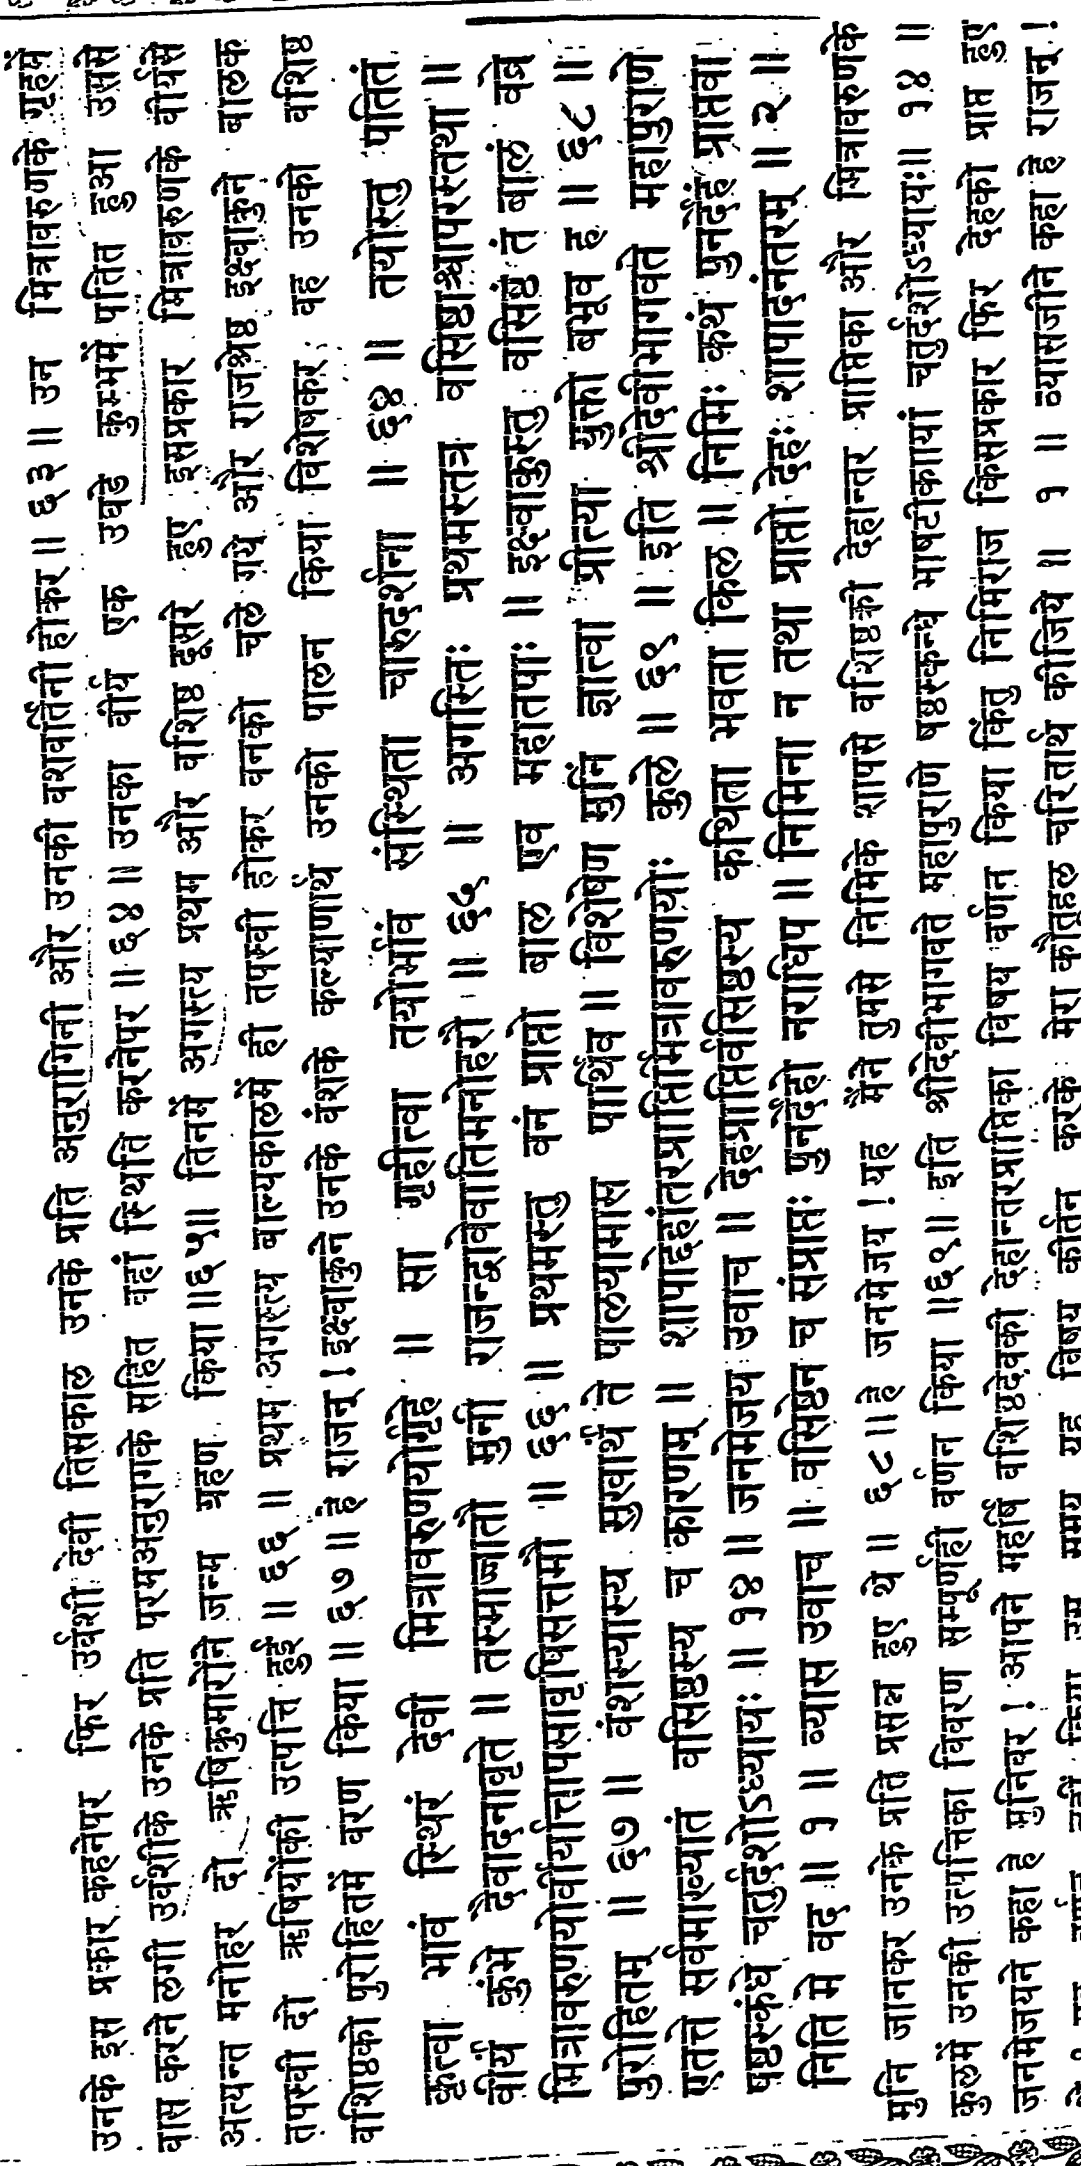 उनके इस प्रकार कहनेपर फिर उर्वशी देवी तिसकाल उनके प्रति अनुरागिनी और उनकी वशवर्तिनी होकर ॥ ६३ ॥ उन मित्रावरुणके गृहमें
वास करने लगी उर्वशीके उनके प्रति परमअनुरागके सहित वहां स्थिति करनेपर ॥ ६४ ॥ उनका वीर्य एक उघडे कुम्भमें पतित हुआ उससे
अत्यन्त मनोहर दो ऋषिकुमारोंने जन्म ग्रहण किया ॥ ६५ ॥ तिनमें अगस्त्य प्रथम और वशिष्ठ दूसरे हुए इसप्रकार मित्रावरुणके वीर्यसे
तपस्वी दो ऋषियोंकी उत्पत्ति हुई ॥ ६६ ॥ प्रथम अगस्त्य बाल्यकालमें ही तपस्वी होकर वनको चले गये और राजश्रेष्ठ इक्ष्वाकुने बालक
वशिष्ठको पुरोहितमें वरण किया ॥ ६७ ॥ हे राजन् ! इक्ष्वाकुने उनके वंशके कल्याणार्थ उनको पालन किया विशेषकर वह उनको वशिष्ठ
कृत्वा भावं स्थिरं देवी मित्रावरुणयोर्गृहे ॥ सा गृहीत्वा तयोर्भावं संस्थिता चारुदर्शना ॥ ६४ ॥ तयोस्तु पतितं
वीर्यं कुंभे दैवादनावृते ॥ तस्माज्जातौ मुनी राजन्द्वावेवातिमनोहरौ ॥ ६५ ॥ अगस्तिः प्रथमस्तत्र वसिष्ठश्चापरस्तथा ॥
मित्रावरुणयोर्वीर्यात्तापसावृषिसत्तमौ ॥ ६६ ॥ प्रथमस्तु वनं प्राप्तो बाल एव महातपाः ॥ इक्ष्वाकुस्तु वसिष्ठं तं बालं वव्रे
पुरोहितम् ॥ ६७ ॥ वंशस्यास्य सुखार्थं ते पालयामास पार्थिव ॥ विशेषेण मुनिं ज्ञात्वा प्रीत्या युक्तो बभूव ह ॥ ६८ ॥
एतत्ते सर्वमाख्यातं वसिष्ठस्य च कारणम् ॥ शापाद्देहांतरप्राप्तिर्मित्रावरुणयोः कुले ॥ ६९ ॥ इति श्रीदेवीभागवते महापुराणे
षष्ठस्कंधे चतुर्दशोऽध्यायः ॥ १४ ॥ जनमेजय उवाच ॥ देहप्राप्तिर्वसिष्ठस्य कथिता भवता किल ॥ निमिः कथं पुनर्देहं प्राप्तवा
निति मे वद ॥ १ ॥ व्यास उवाच ॥ वसिष्ठेन च संप्राप्तः पुनर्देहो नराधिप ॥ निमिना न तथा प्राप्तो देहः शापादनंतरम् ॥ २ ॥
मुनि जानकर उनके प्रति प्रसन्न हुए थे ॥ ६८ ॥ हे जनमेजय ! यह मैंने तुमसे निमिके शापसे वशिष्ठको देहान्तर प्राप्तिका और मित्रावरुणके
कुलमें उनकी उत्पत्तिका विवरण सम्पूर्णही वर्णन किया ॥ ६९ ॥ इति श्रीदेवीभागवते महापुराणे षष्ठस्कन्धे भाषाटीकायां चतुर्दशोऽध्यायः ॥ १४ ॥
जनमेजयने कहा हे मुनिवर ! आपने महर्षि वशिष्ठदेवकी देहान्तरप्राप्तिका विषय वर्णन किया किंतु निमिराज किसप्रकार फिर देहको प्राप्त हुए
समय यह विषय कीर्तन करके मेरा कौतूहल चरितार्थ कीजिये ॥ १ ॥ व्यासजीने कहा हे राजन् !